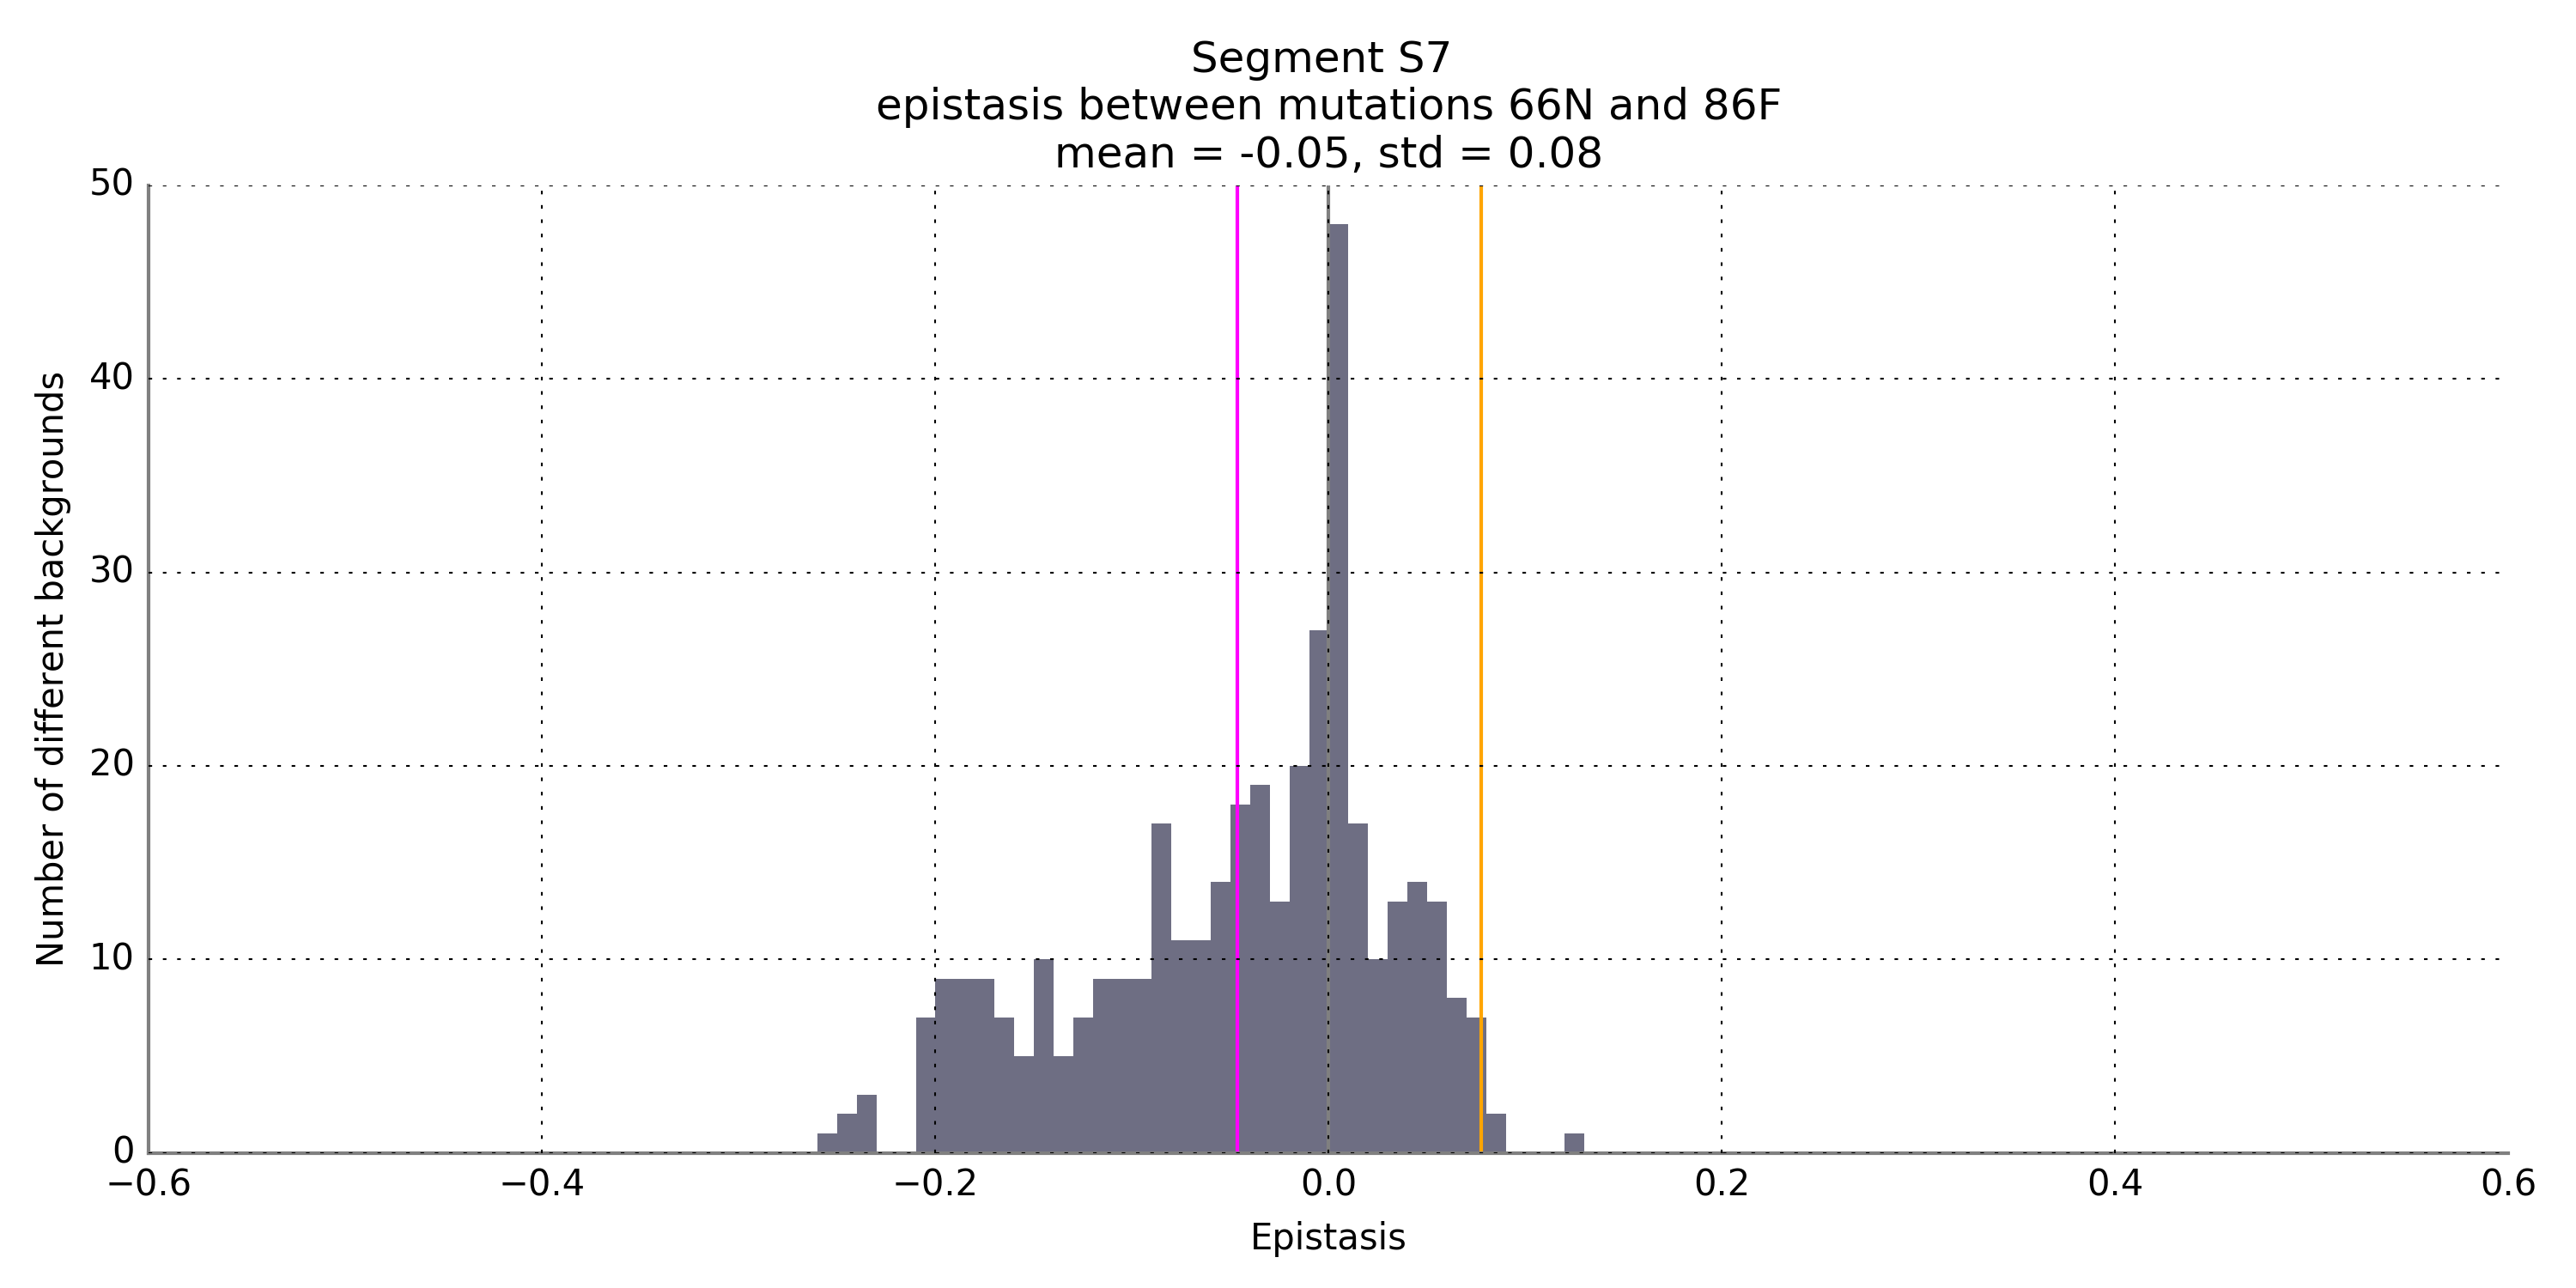 Segment S7
epistasis between mutations 66N and 86F
mean = -0.05, std = 0.08
Number of different backgrounds
50
40
30
20
10
0
−0.6 −0.4 −0.2 0.0 0.2 0.4 0.6
Epistasis